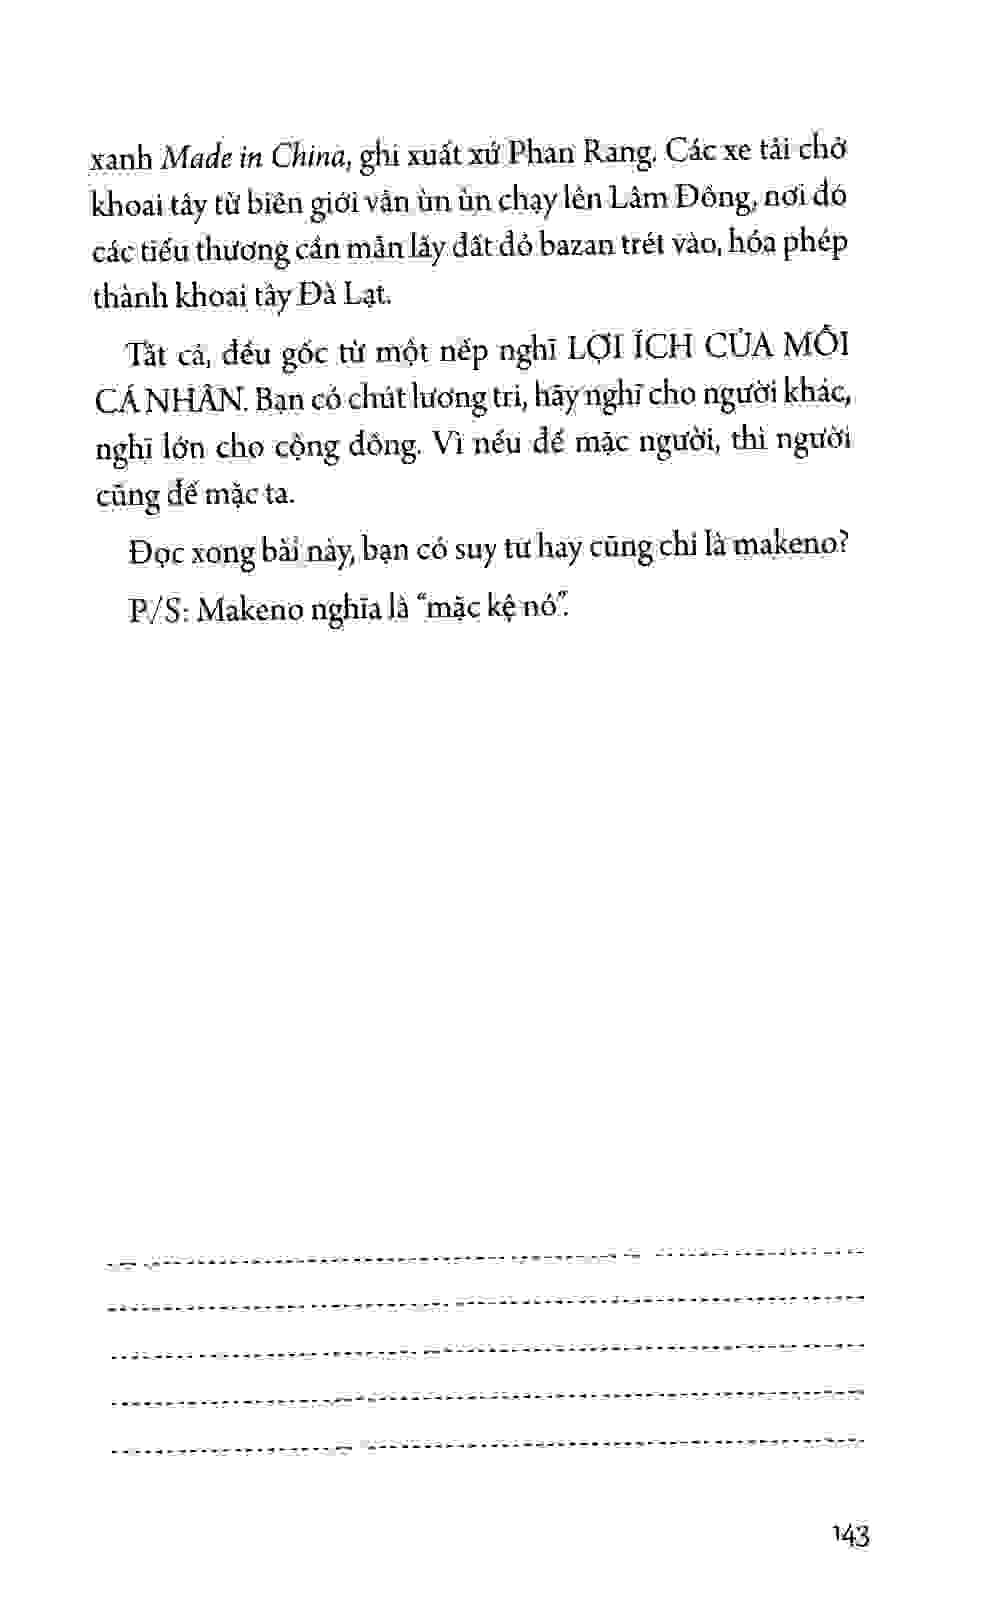 xanh Made in China, ghi xuất xứ Phan Rang. Các xe tải chở
khoai tây từ biên giới vẫn ùn ùn chạy lên Lâm Đồng, nơi đó
các tiểu thương cần mẫn lấy đất đỏ bazan trét vào, hóa phép
thành khoai tây Đà Lạt.
Tất cả, đều gốc từ một nếp nghĩ LỢI ÍCH CỦA MỖI
CÁ NHÂN. Bạn có chút lương tri, hãy nghĩ cho người khác,
nghĩ lớn cho cộng đồng. Vì nếu để mặc người, thì người
cũng để mặc ta.
Đọc xong bài này, bạn có suy tư hay cũng chỉ là makeno?
P/S: Makeno nghĩa là “mặc kệ nó”.
143